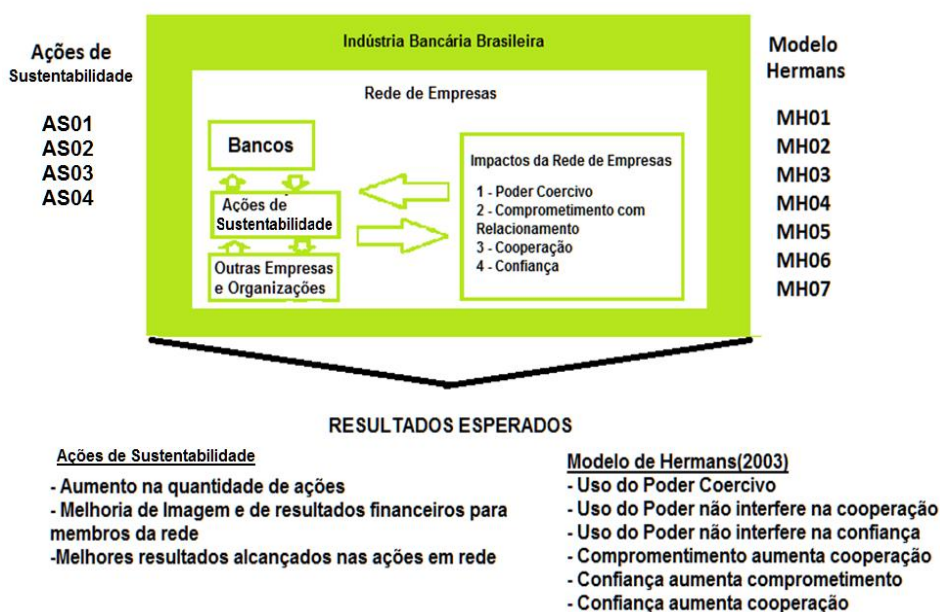 Ações de
Sustentabilidade
AS01
AS02
AS03
AS04
Indústria Bancária Brasileira
Rede de Empresas
Bancos
Ações de
Sustentabilidade
Outras Empresas
e Organizações
Impactos da Rede de Empresas
1 - Poder Coercivo
2 - Comprometimento com
Relacionamento
3 - Cooperação
4 - Confiança
Modelo
Hermans
MH01
MH02
MH03
MH04
MH05
MH06
MH07
RESULTADOS ESPERADOS
Ações de Sustentabilidade
- Aumento na quantidade de ações
- Melhoria de Imagem e de resultados financeiros para
membros da rede
-Melhores resultados alcançados nas ações em rede
Modelo de Hermans(2003)
- Uso do Poder Coercivo
- Uso do Poder não interfere na cooperação
- Uso do Poder não interfere na confiança
- Compromentimento aumenta cooperação
- Confiança aumenta comprometimento
- Confiança aumenta cooperação